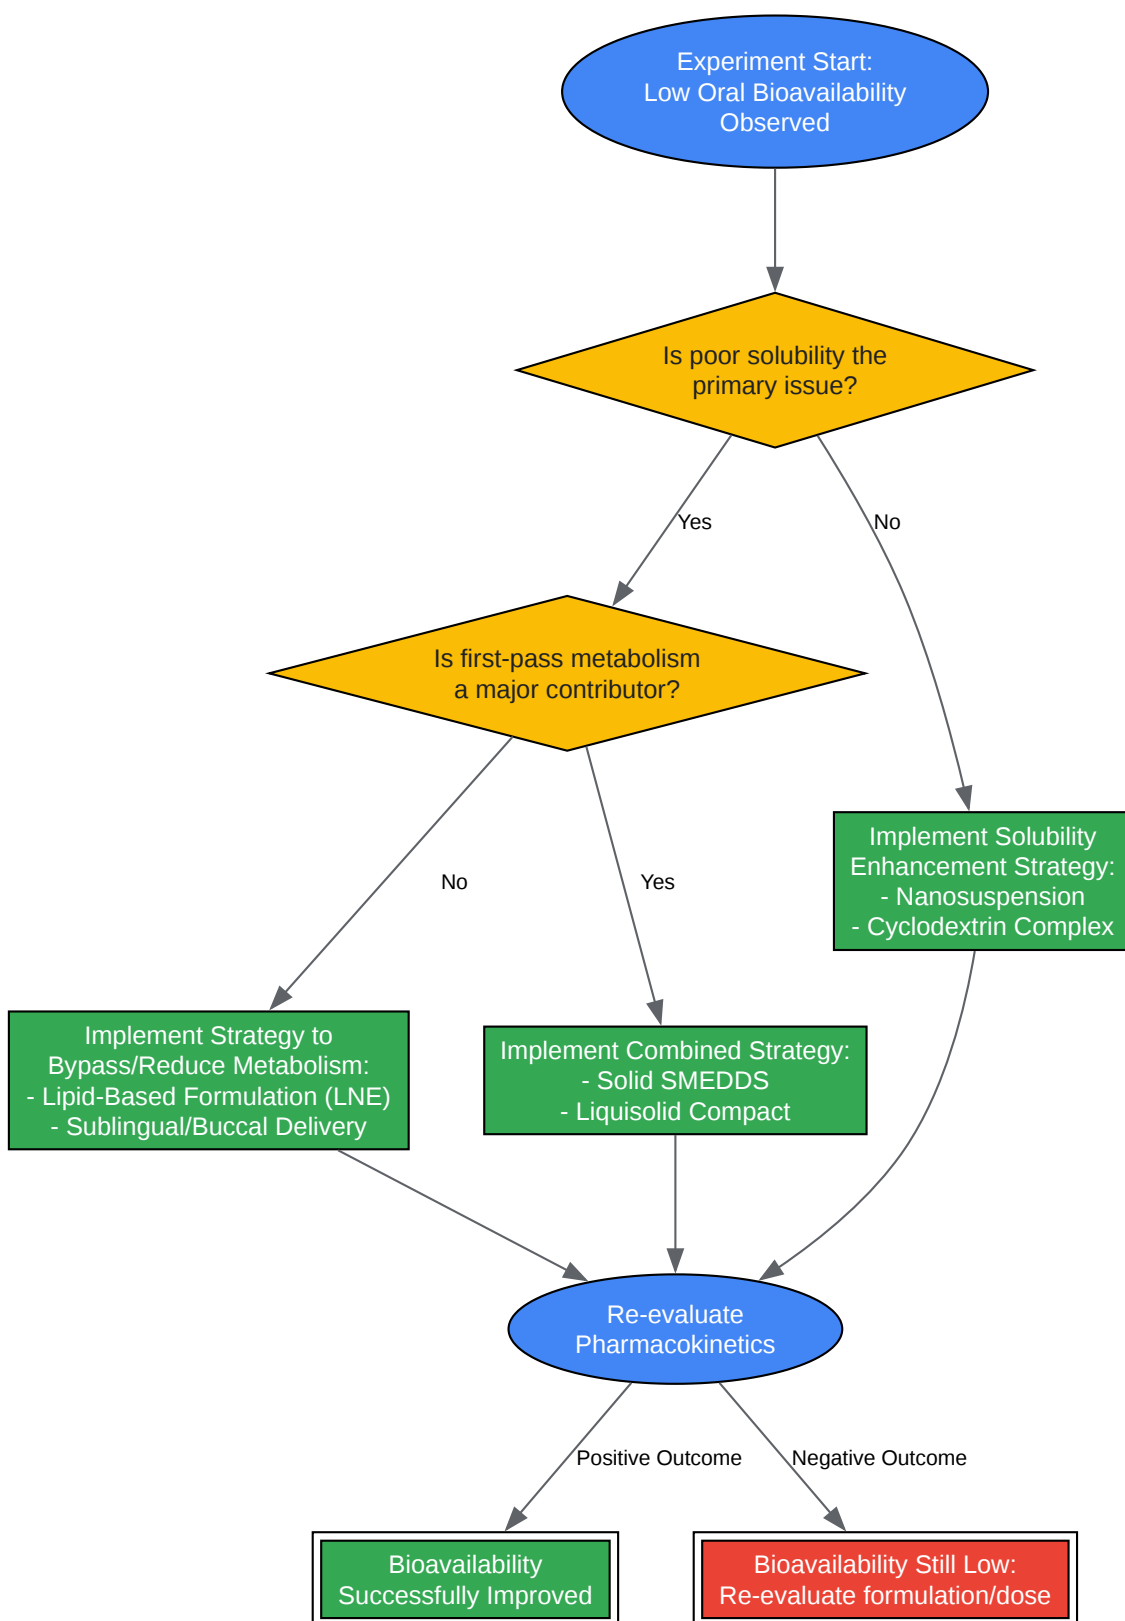 Experiment Start:
Low Oral Bioavailability
Observed
Is poor solubility the
primary issue?
Yes
No
Is first-pass metabolism
a major contributor?
No
Yes
Implement Solubility
Enhancement Strategy:
- Nanosuspension
- Cyclodextrin Complex
Implement Strategy to
Bypass/Reduce Metabolism:
- Lipid-Based Formulation (LNE)
- Sublingual/Buccal Delivery
Implement Combined Strategy:
- Solid SMEDDS
- Liquisolid Compact
Re-evaluate
Pharmacokinetics
Positive Outcome
Negative Outcome
Bioavailability
Successfully Improved
Bioavailability Still Low:
Re-evaluate formulation/dose